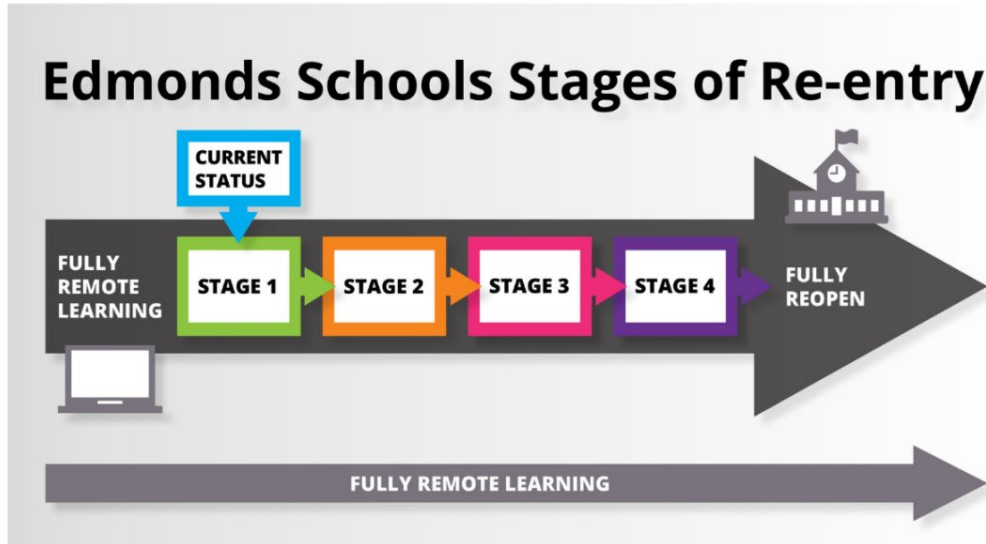 Edmonds Schools Stages of Re-entry
CURRENT
STATUS
FULLY
REMOTE
LEARNING
STAGE 1
STAGE 2
STAGE 3
STAGE 4
FULLY
REOPEN
FULLY REMOTE LEARNING